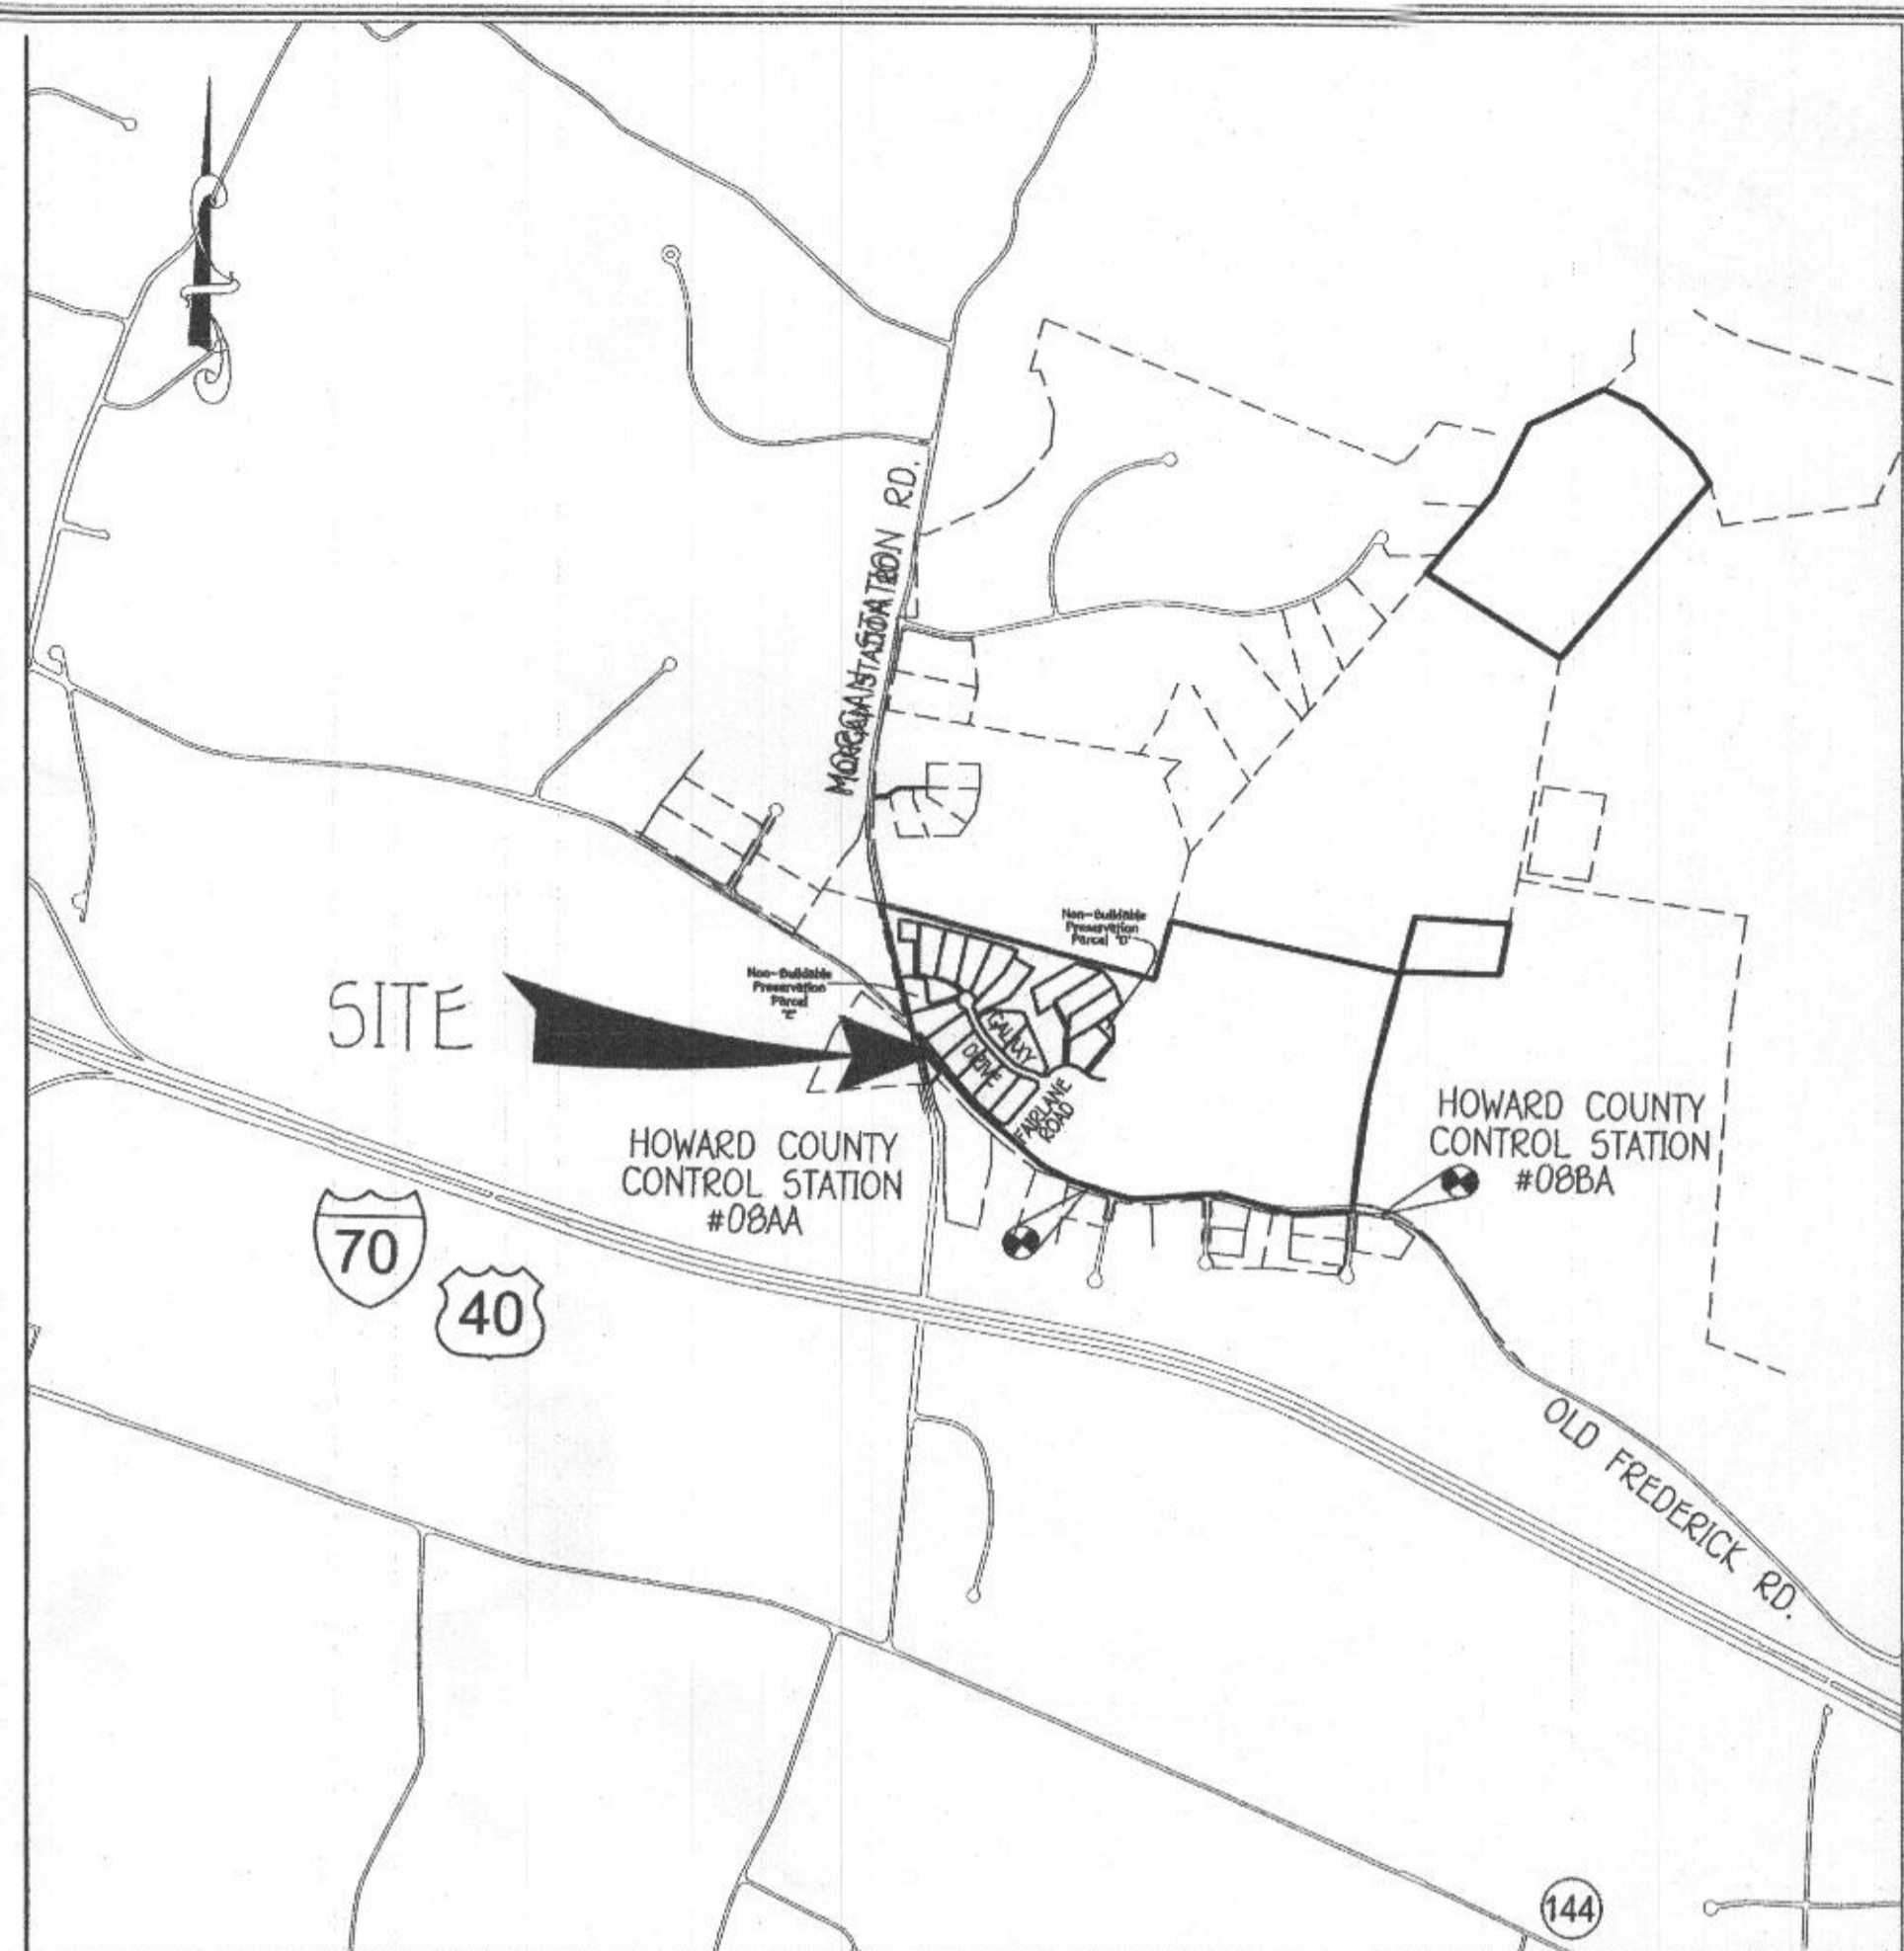 MORGAN STATION RD.
Non-Buildable
Preservation
Parcel 'D'
Non-Buildable
Preservation
Parcel
'E'
SITE
GALAXY
DRIVE
FAIRLANE
ROAD
HOWARD COUNTY
CONTROL STATION
#08AA
HOWARD COUNTY
CONTROL STATION
#08BA
70
40
OLD FREDERICK RD.
144